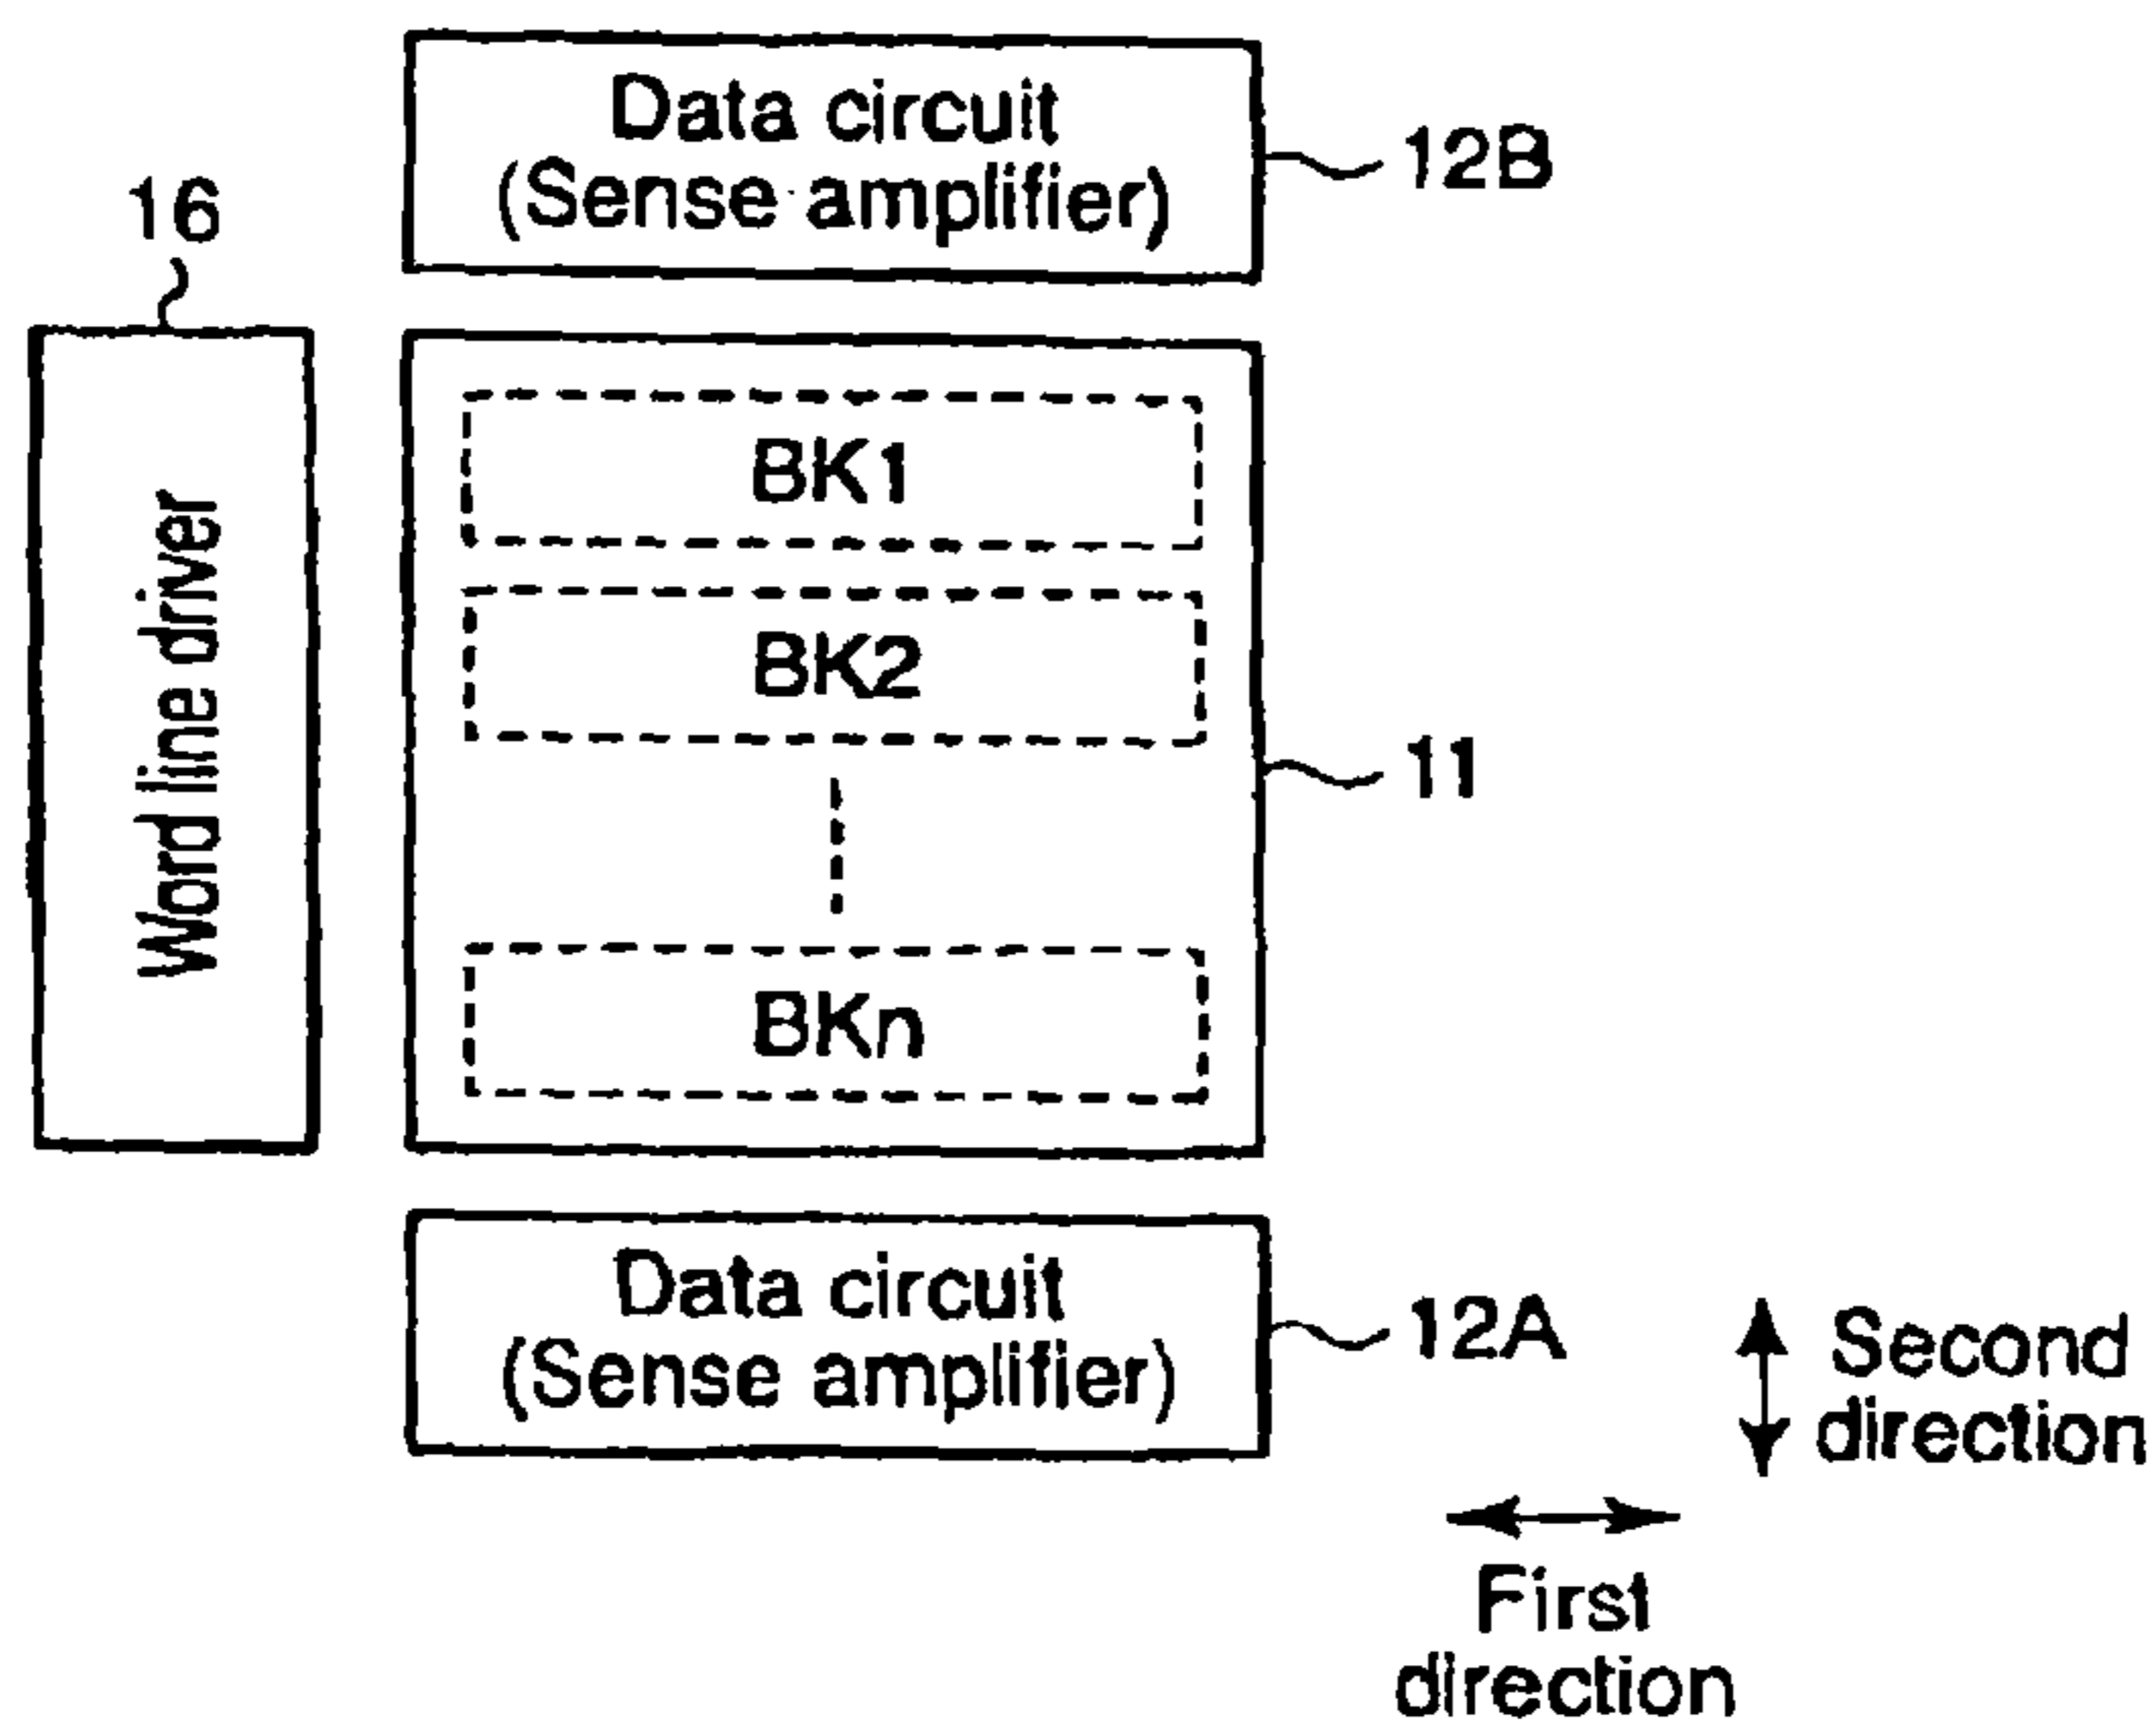 Data circuit
(Sense amplifier)
12B
16
Word line driver
BK1
BK2
11
BKn
Data circuit
(Sense amplifier)
12A
Second
direction
First
direction